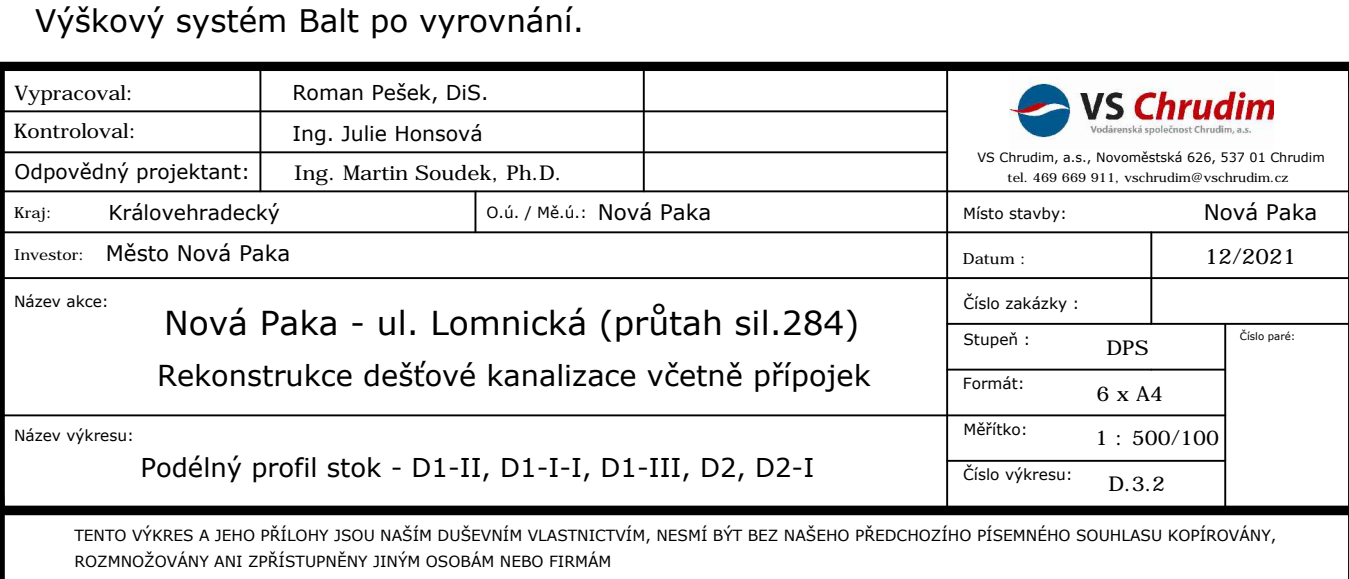 Výškový systém Balt po vyrovnání.
Vypracoval: Roman Pešek, DiS.
Kontroloval: Ing. Julie Honsová
Odpovědný projektant: Ing. Martin Soudek, Ph.D.
VS Chrudim
Vodárenská společnost Chrudim, a.s.
VS Chrudim, a.s., Novoměstská 626, 537 01 Chrudim
tel. 469 669 911, vschrudim@vschrudim.cz
Kraj: Královehradecký O.ú. / Mě.ú.: Nová Paka
Místo stavby: Nová Paka
Investor: Město Nová Paka
Datum : 12/2021
Název akce:
Nová Paka - ul. Lomnická (průtah sil.284)
Rekonstrukce dešťové kanalizace včetně přípojek
Číslo zakázky :
Stupeň : DPS
Číslo paré:
Formát: 6 x A4
Název výkresu:
Podélný profil stok - D1-II, D1-I-I, D1-III, D2, D2-I
Měřítko: 1 : 500/100
Číslo výkresu: D.3.2
TENTO VÝKRES A JEHO PŘÍLOHY JSOU NAŠÍM DUŠEVNÍM VLASTNICTVÍM, NESMÍ BÝT BEZ NAŠEHO PŘEDCHOZÍHO PÍSEMNÉHO SOUHLASU KOPÍROVÁNY,
ROZMNOŽOVÁNY ANI ZPŘÍSTUPNĚNY JINÝM OSOBÁM NEBO FIRMÁM